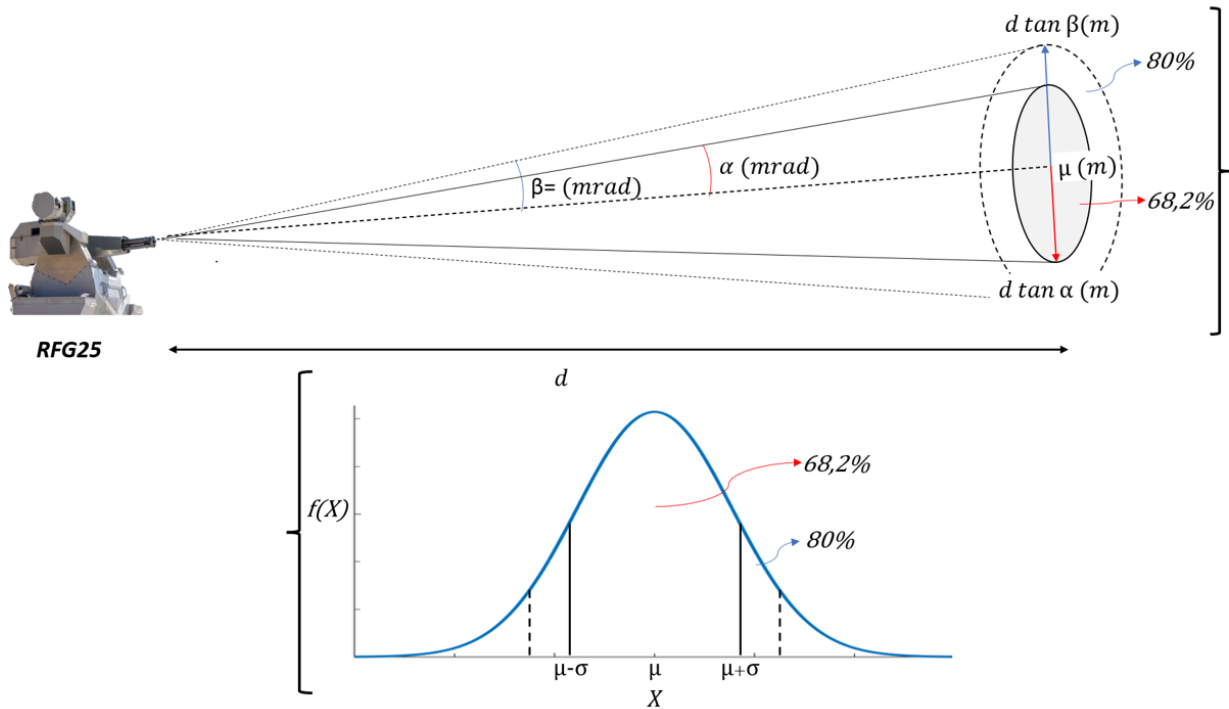 d tan β(m)
80%
α (mrad)
β= (mrad)
μ (m)
68,2%
d tan α (m)
RFG25
d
68,2%
f(X)
80%
μ-σ
μ
μ+σ
X